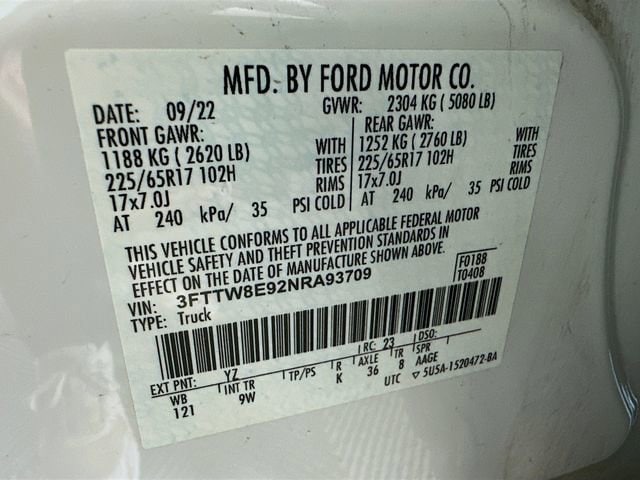 MFD. BY FORD MOTOR CO.
DATE: 09/22 GVWR: 2304 KG ( 5080 LB)
FRONT GAWR: REAR GAWR:
1188 KG ( 2620 LB) WITH 1252 KG ( 2760 LB) WITH
225/65R17 102H TIRES 225/65R17 102H TIRES
17x7.0J RIMS 17x7.0J RIMS
AT 240 kPa/ 35 PSI COLD AT 240 kPa/ 35 PSI COLD
THIS VEHICLE CONFORMS TO ALL APPLICABLE FEDERAL MOTOR
VEHICLE SAFETY AND THEFT PREVENTION STANDARDS IN
EFFECT ON THE DATE OF MANUFACTURE SHOWN ABOVE.
VIN: 3FTTW8E92NRA93709 F0188
TYPE: Truck T0408
EXT PNT: YZ RC: 23 DSO:
WB INT TR TP/PS R AXLE TR SPR
121 9W K 36 8 AAGE
UTC ▽ 5U5A-1520472-BA